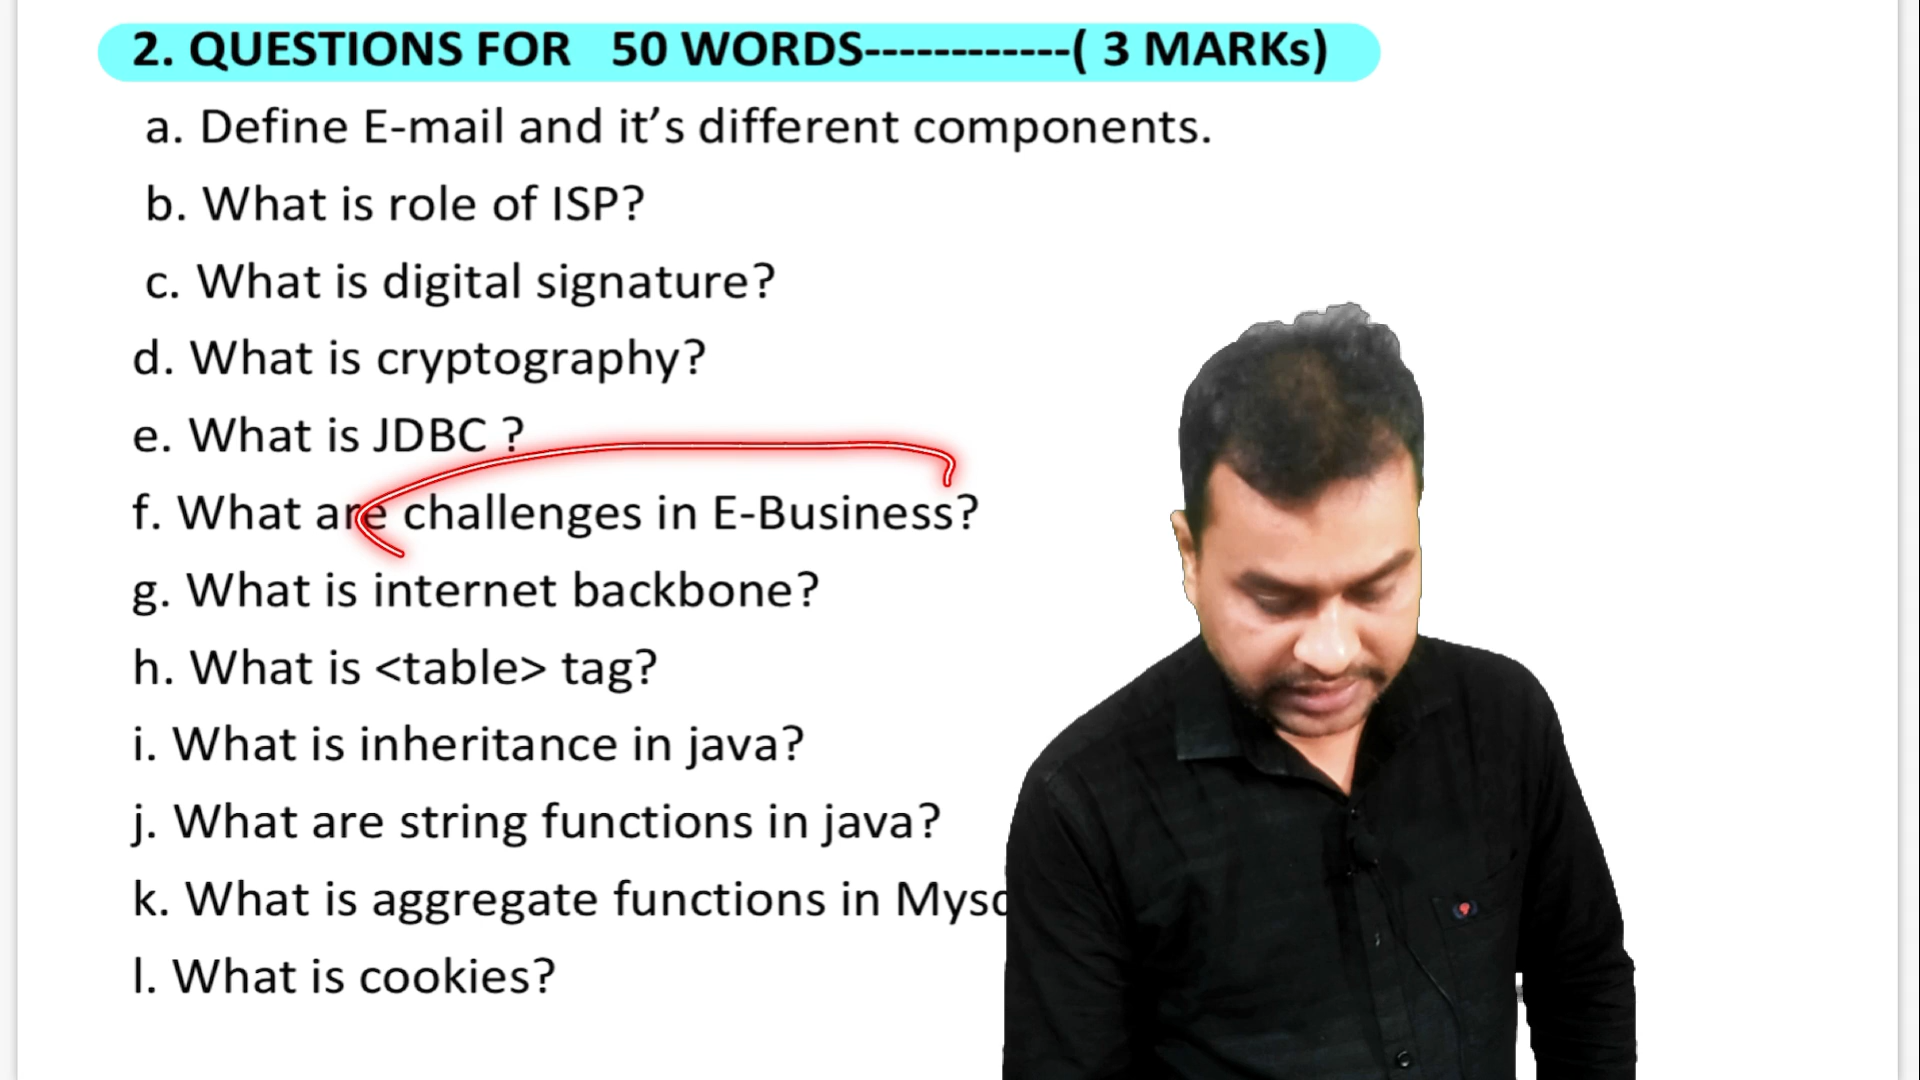 2. QUESTIONS FOR 50 WORDS------------( 3 MARKs)
a. Define E-mail and it’s different components.
b. What is role of ISP?
c. What is digital signature?
d. What is cryptography?
e. What is JDBC ?
f. What are challenges in E-Business?
g. What is internet backbone?
h. What is <table> tag?
i. What is inheritance in java?
j. What are string functions in java?
k. What is aggregate functions in
l. What is cookies?